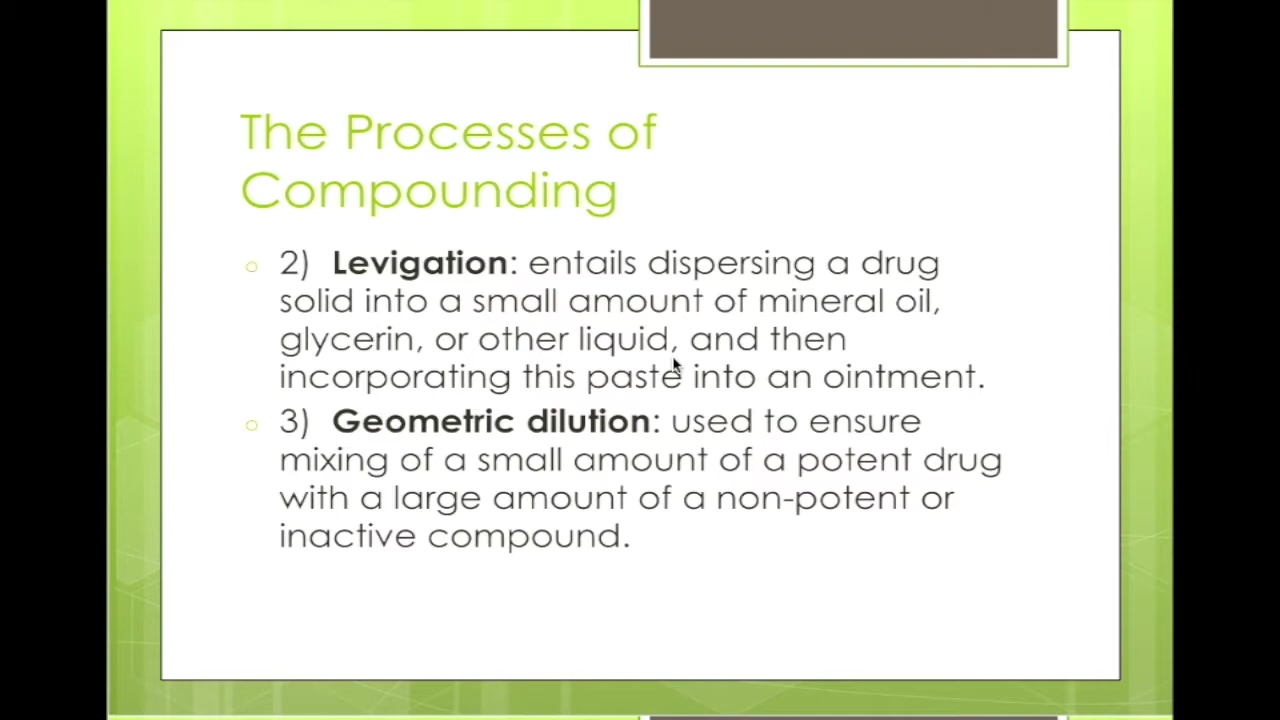 The Processes of
Compounding
2) Levigation: entails dispersing a drug
solid into a small amount of mineral oil,
glycerin, or other liquid, and then
incorporating this paste into an ointment.
3) Geometric dilution: used to ensure
mixing of a small amount of a potent drug
with a large amount of a non-potent or
inactive compound.